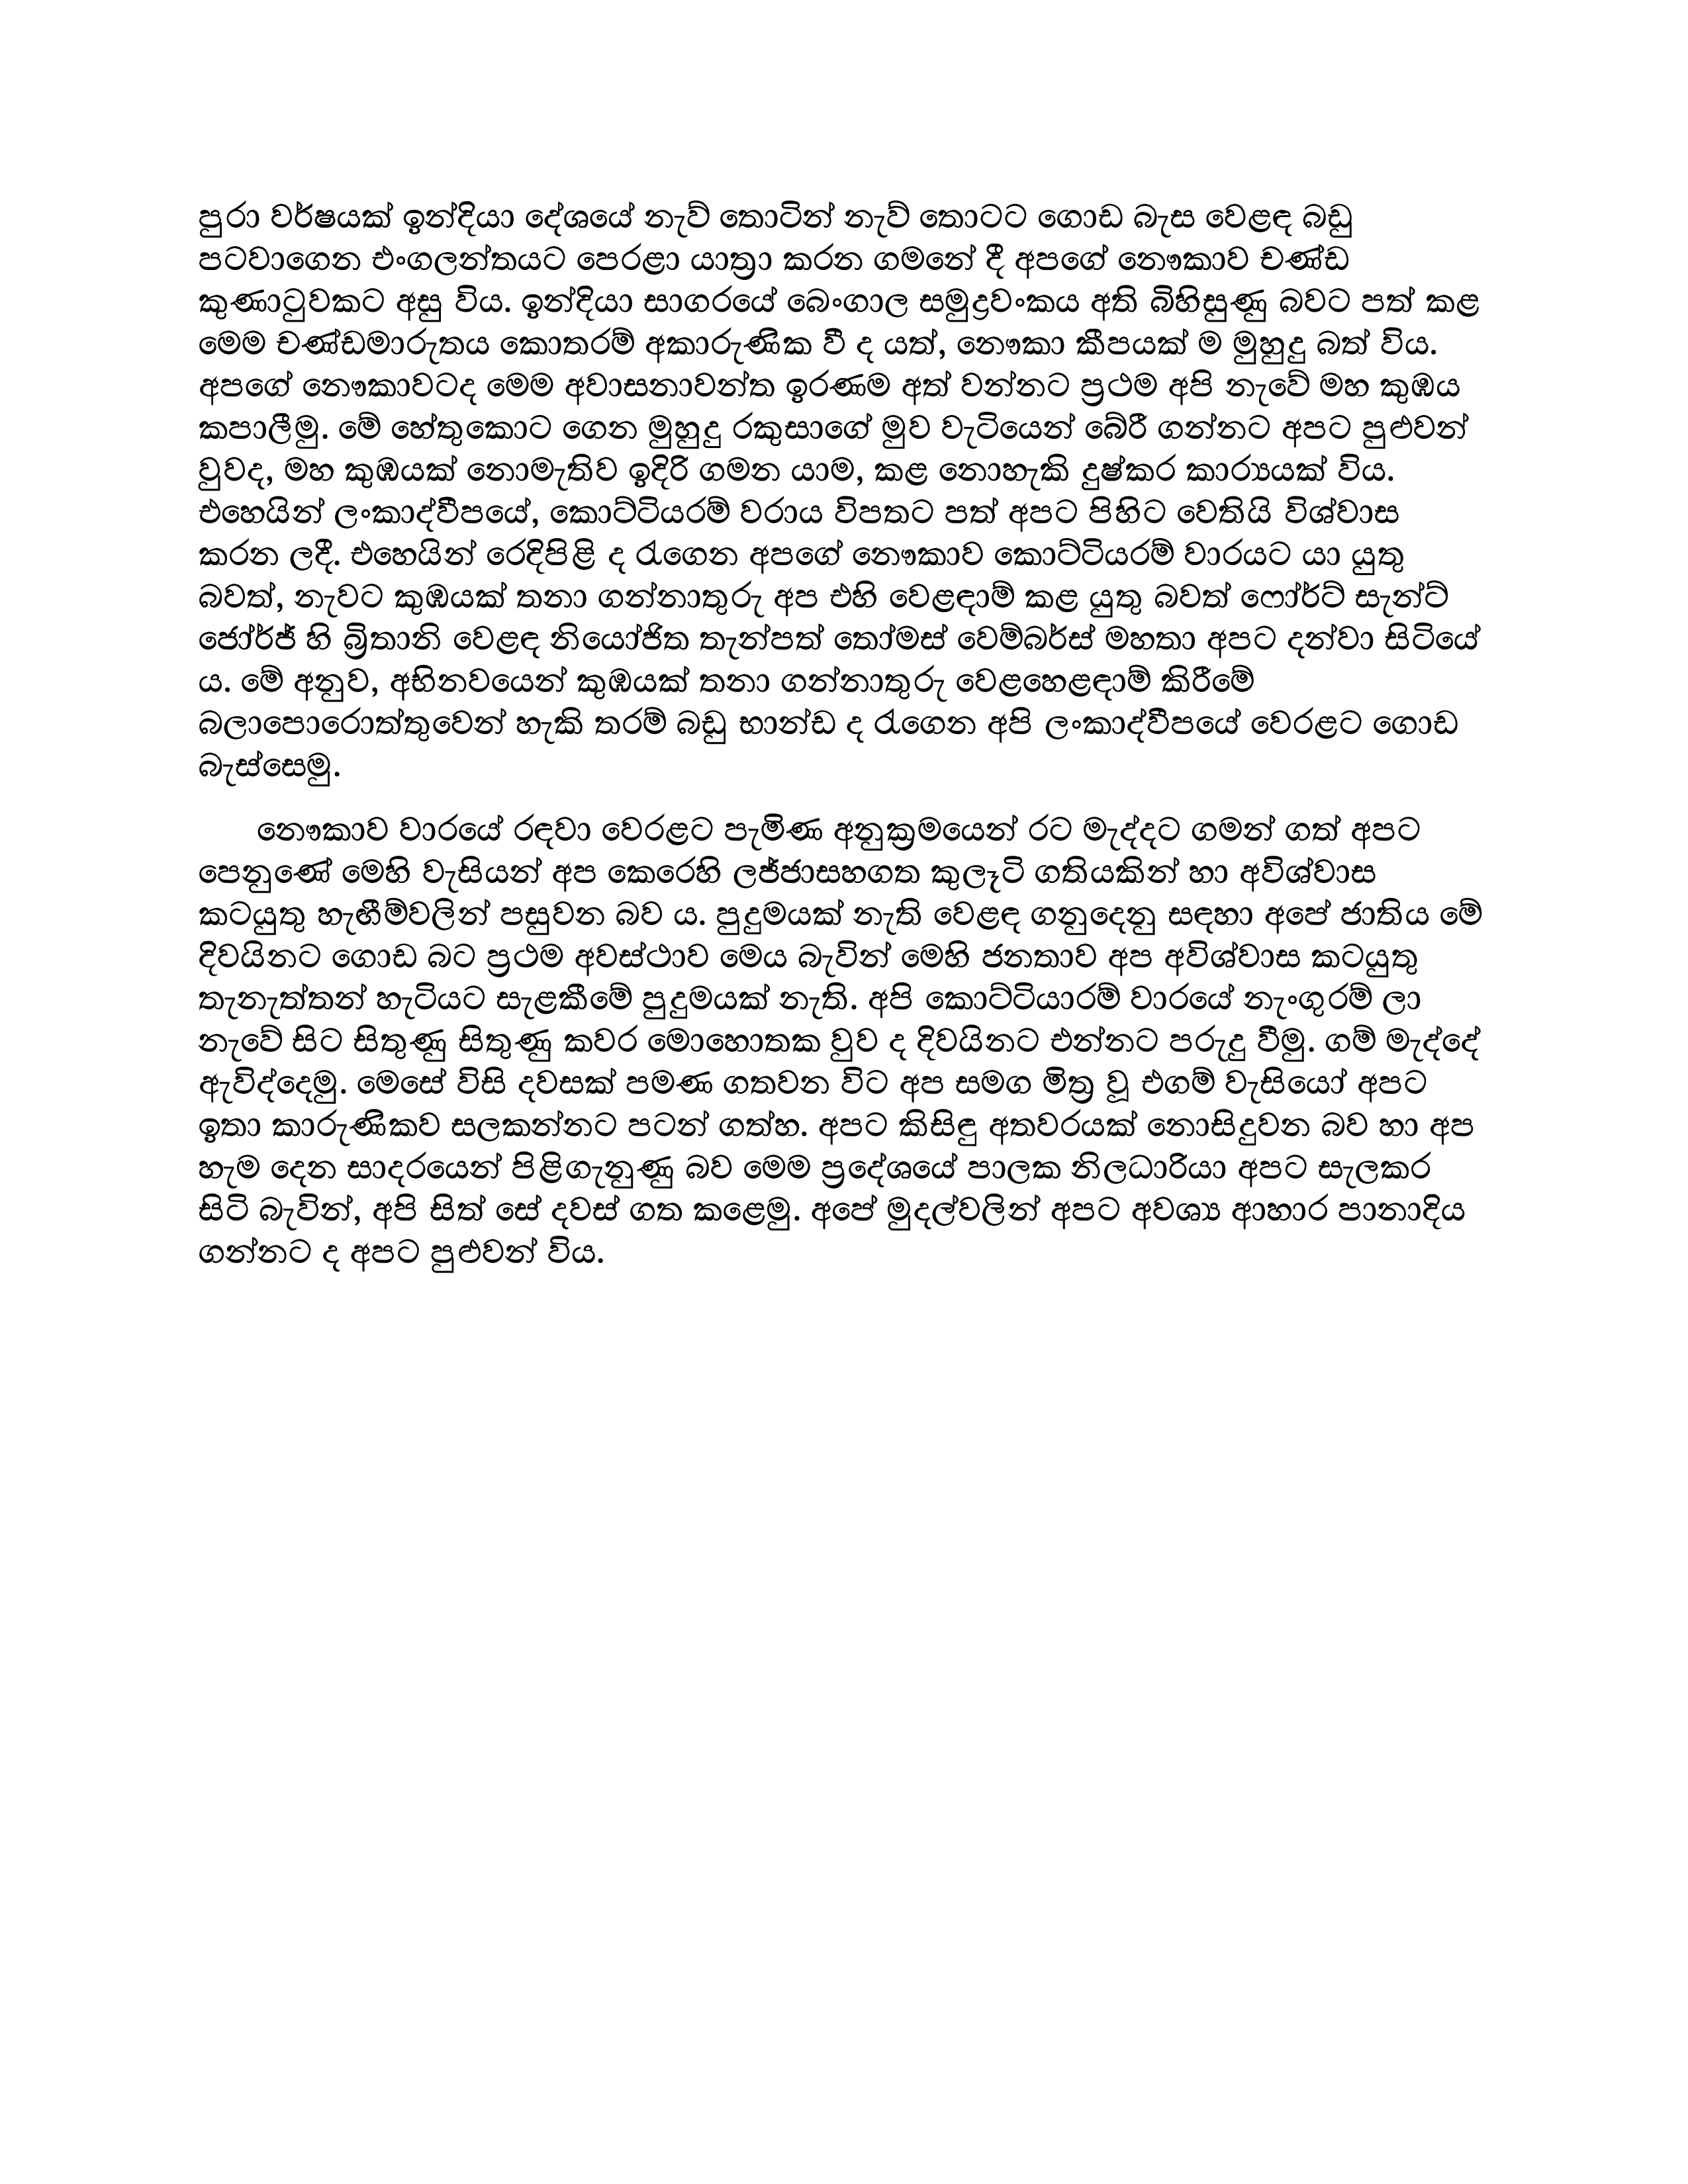 පුරා වර්ෂයක් ඉන්දියා දේශයේ නැව් තොටින් නැව් තොටට ගොඩ බැස වෙළඳ බඩු
පටවාගෙන එංගලන්තයට පෙරළා යාත්‍රා කරන ගමනේ දී අපගේ නෞකාව චණ්ඩ
කුණාටුවකට අසු විය. ඉන්දියා සාගරයේ බෙංගාල සමුද්‍රවංකය අති බිහිසුණු බවට පත් කළ
මෙම චණ්ඩමාරුතය කොතරම් අකාරුණික වී ද යත්, නෞකා කීපයක් ම මුහුදු බත් විය.
අපගේ නෞකාවටද මෙම අවාසනාවන්ත ඉරණම අත් වන්නට ප්‍රථම අපි නැවේ මහ කුඹය
කපාලීමු. මේ හේතුකොට ගෙන මුහුදු රකුසාගේ මුව වැටියෙන් බේරී ගන්නට අපට පුළුවන්
වුවද, මහ කුඹයක් නොමැතිව ඉදිරි ගමන යාම, කළ නොහැකි දුෂ්කර කාර්‍යයක් විය.
එහෙයින් ලංකාද්වීපයේ, කොට්ටියරම් වරාය විපතට පත් අපට පිහිට වෙතියි විශ්වාස
කරන ලදී. එහෙයින් රෙදිපිළි ද රැගෙන අපගේ නෞකාව කොට්ටියරම් වාරයට යා යුතු
බවත්, නැවට කුඹයක් තනා ගන්නාතුරු අප එහි වෙළඳාම් කළ යුතු බවත් ෆෝර්ට් සැන්ට්
ජෝර්ජ් හි බ්‍රිතානි වෙළඳ නියෝජිත තැන්පත් තෝමස් වෙම්බර්ස් මහතා අපට දන්වා සිටියේ
ය. මේ අනුව, අභිනවයෙන් කුඹයක් තනා ගන්නාතුරු වෙළහෙළඳාම් කිරීමේ
බලාපොරොත්තුවෙන් හැකි තරම් බඩු භාන්ඩ ද රැගෙන අපි ලංකාද්වීපයේ වෙරළට ගොඩ
බැස්සෙමු.
නෞකාව වාරයේ රඳවා වෙරළට පැමිණ අනුක්‍රමයෙන් රට මැද්දට ගමන් ගත් අපට
පෙනුණේ මෙහි වැසියන් අප කෙරෙහි ලජ්ජාසහගත කුලෑටි ගතියකින් හා අවිශ්වාස
කටයුතු හැඟීම්වලින් පසුවන බව ය. පුදුමයක් නැති වෙළඳ ගනුදෙනු සඳහා අපේ ජාතිය මේ
දිවයිනට ගොඩ බට ප්‍රථම අවස්ථාව මෙය බැවින් මෙහි ජනතාව අප අවිශ්වාස කටයුතු
තැනැත්තන් හැටියට සැළකීමේ පුදුමයක් නැති. අපි කොට්ටියාරම් වාරයේ නැංගුරම් ලා
නැවේ සිට සිතුණු සිතුණු කවර මොහොතක වුව ද දිවයිනට එන්නට පරුදු වීමු. ගම් මැද්දේ
ඇවිද්දෙමු. මෙසේ විසි දවසක් පමණ ගතවන විට අප සමග මිත්‍ර වූ එගම් වැසියෝ අපට
ඉතා කාරුණිකව සලකන්නට පටන් ගත්හ. අපට කිසිඳු අතවරයක් නොසිදුවන බව හා අප
හැම දෙන සාදරයෙන් පිළිගැනුණු බව මෙම ප්‍රදේශයේ පාලක නිලධාරියා අපට සැලකර
සිටි බැවින්, අපි සිත් සේ දවස් ගත කළෙමු. අපේ මුදල්වලින් අපට අවශ්‍ය ආහාර පානාදිය
ගන්නට ද අපට පුළුවන් විය.